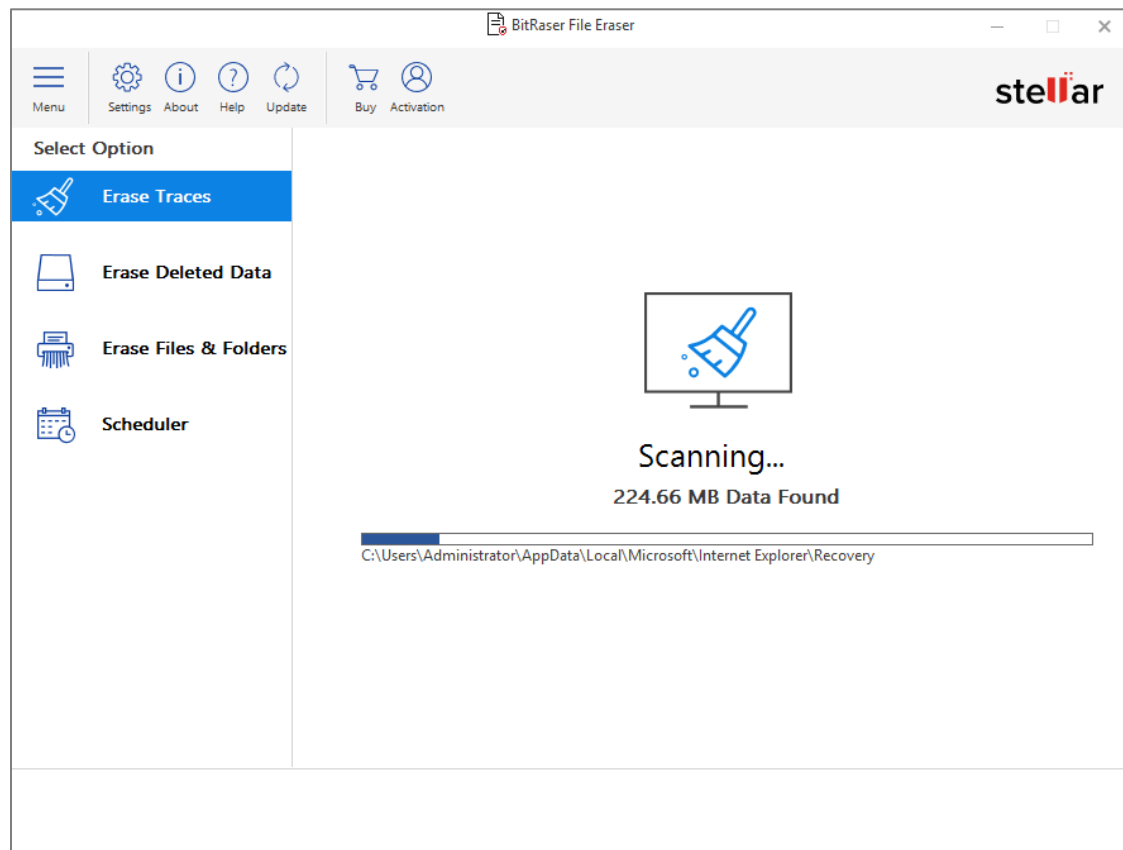 BitRaser File Eraser
Menu
Settings
About
Help
Update
Buy
Activation
stellar
Select Option
Erase Traces
Erase Deleted Data
Erase Files & Folders
Scheduler
Scanning...
224.66 MB Data Found
C:\Users\Administrator\AppData\Local\Microsoft\Internet Explorer\Recovery